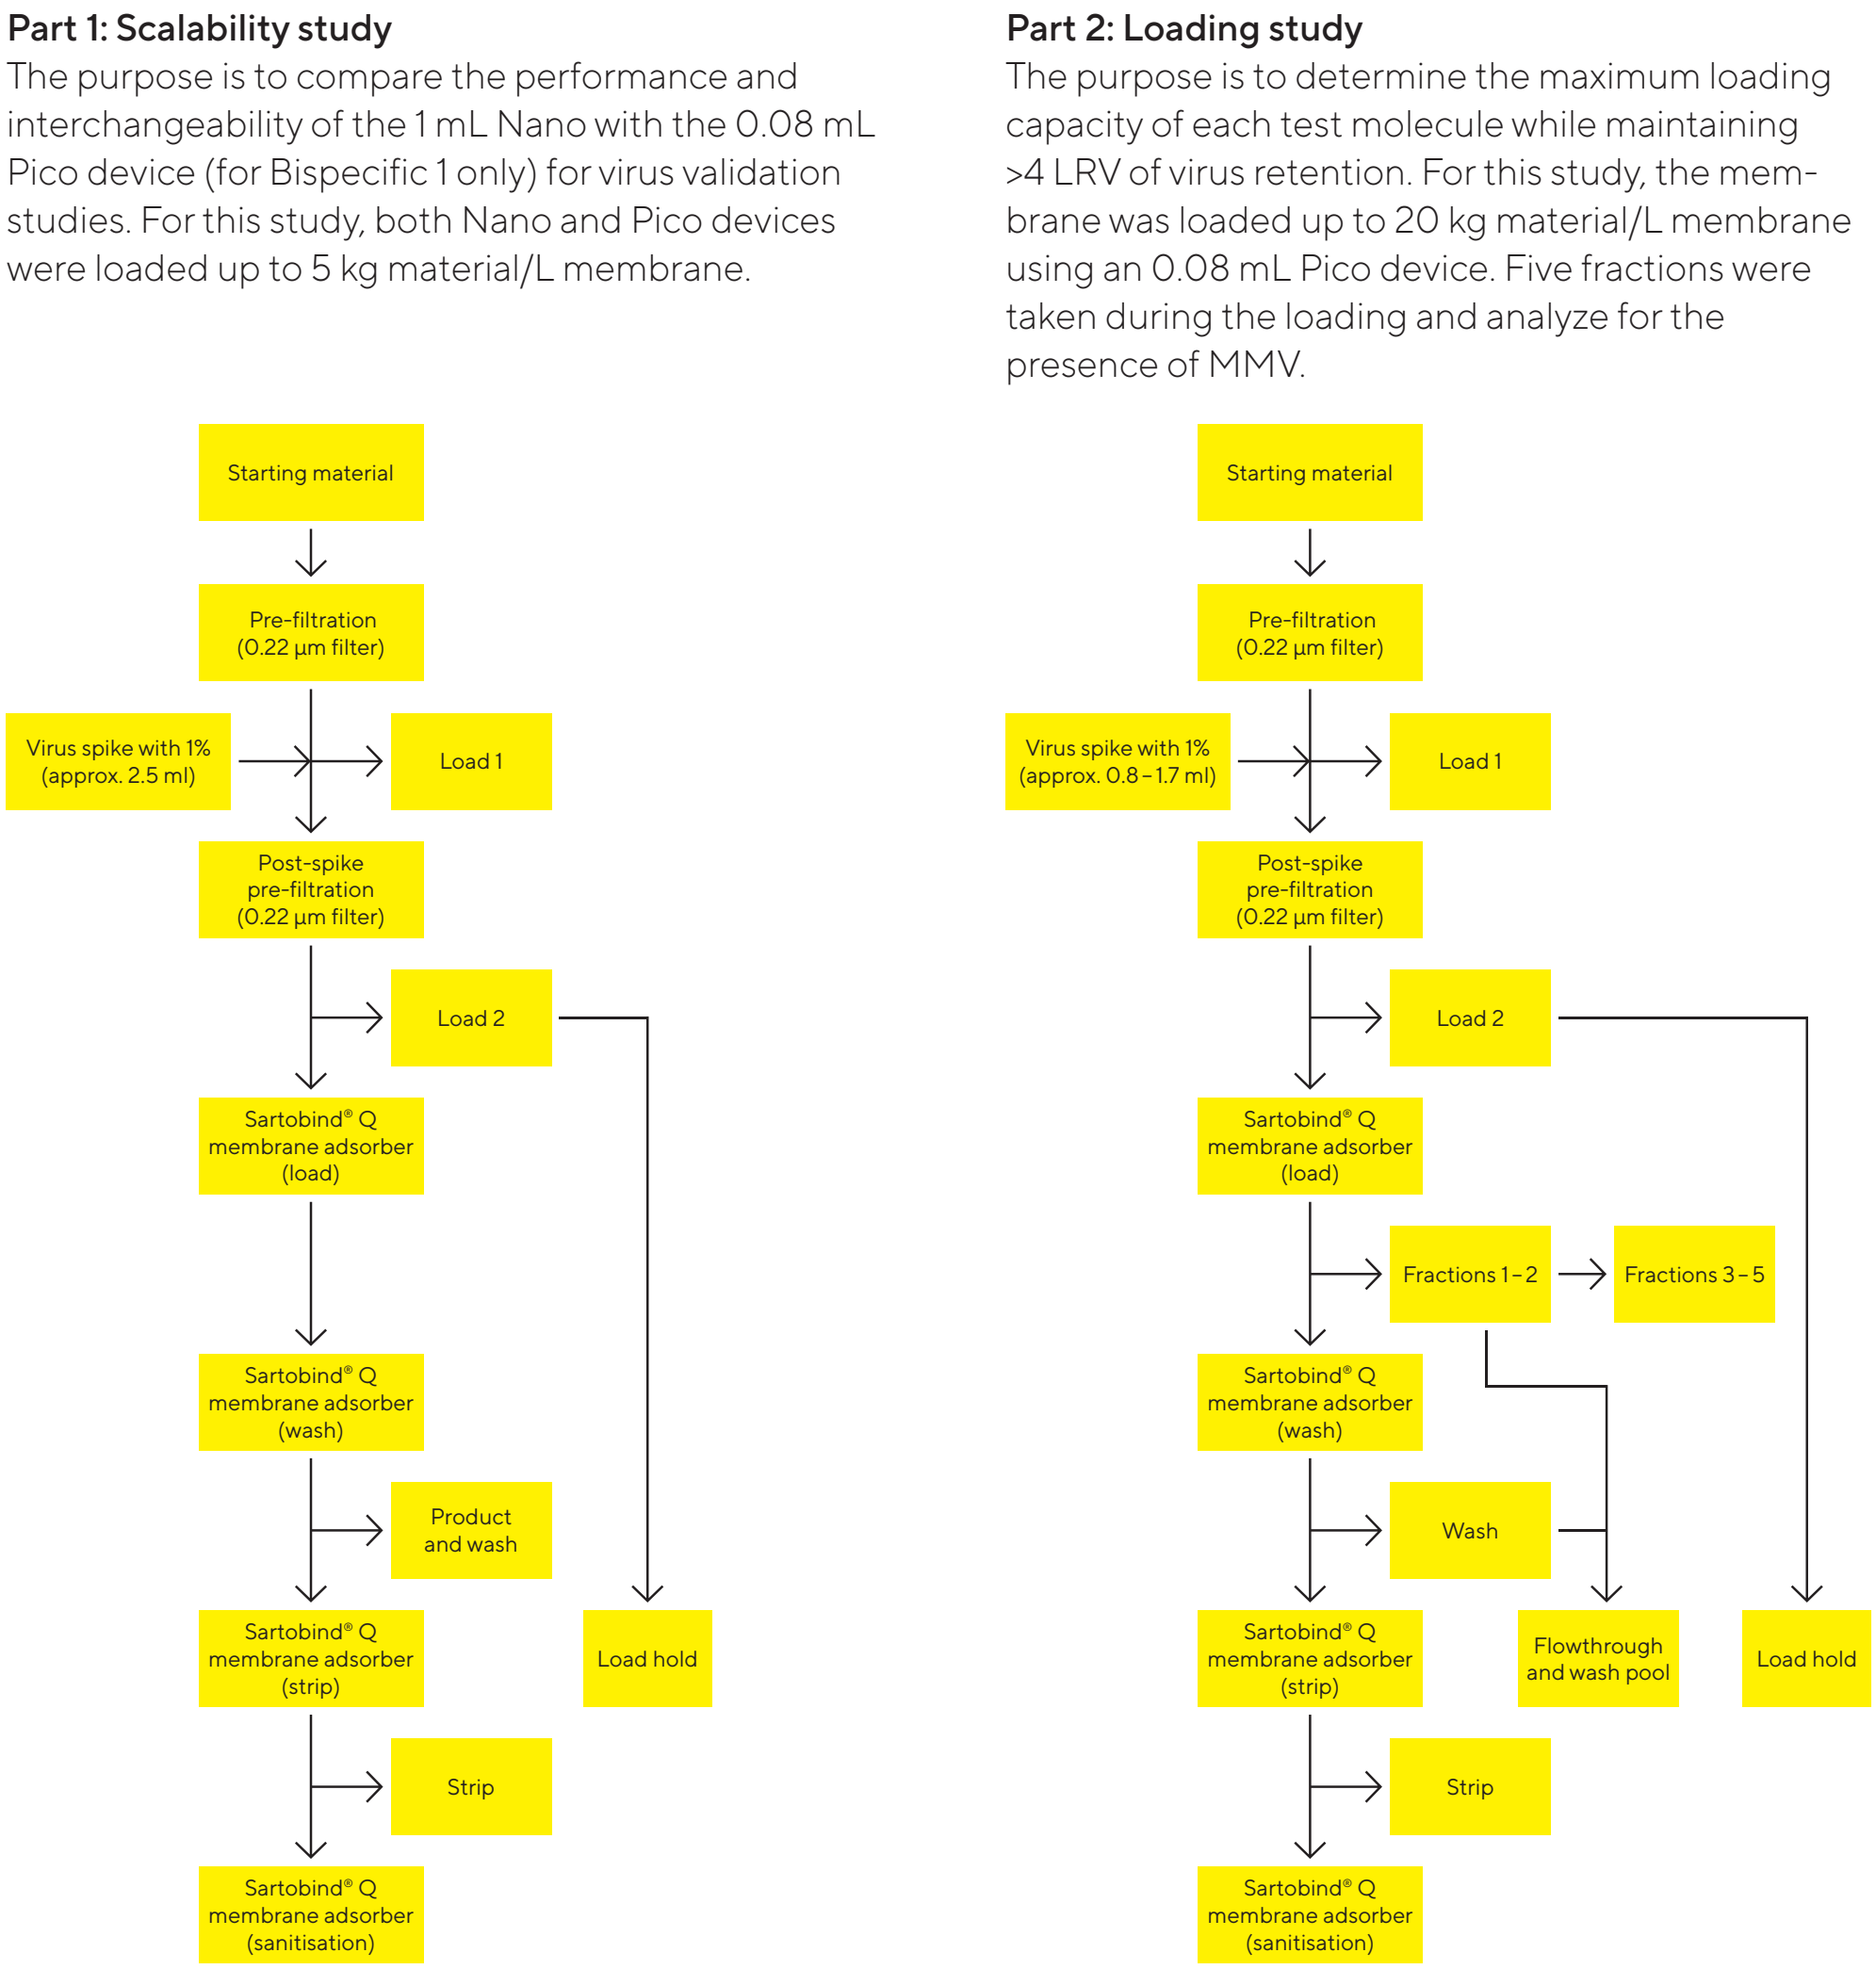 Part 1: Scalability study
The purpose is to compare the performance and
interchangeability of the 1 mL Nano with the 0.08 mL
Pico device (for Bispecific 1 only) for virus validation
studies. For this study, both Nano and Pico devices
were loaded up to 5 kg material/L membrane.
Starting material
Pre-filtration
(0.22 µm filter)
Virus spike with 1%
(approx. 2.5 ml)
Load 1
Post-spike
pre-filtration
(0.22 µm filter)
Load 2
Sartobind® Q
membrane adsorber
(load)
Sartobind® Q
membrane adsorber
(wash)
Product
and wash
Sartobind® Q
membrane adsorber
(strip)
Load hold
Strip
Sartobind® Q
membrane adsorber
(sanitisation)
Part 2: Loading study
The purpose is to determine the maximum loading
capacity of each test molecule while maintaining
>4 LRV of virus retention. For this study, the mem-
brane was loaded up to 20 kg material/L membrane
using an 0.08 mL Pico device. Five fractions were
taken during the loading and analyze for the
presence of MMV.
Starting material
Pre-filtration
(0.22 µm filter)
Virus spike with 1%
(approx. 0.8 – 1.7 ml)
Load 1
Post-spike
pre-filtration
(0.22 µm filter)
Load 2
Sartobind® Q
membrane adsorber
(load)
Fractions 1 – 2
Fractions 3 – 5
Sartobind® Q
membrane adsorber
(wash)
Wash
Sartobind® Q
membrane adsorber
(strip)
Flowthrough
and wash pool
Load hold
Strip
Sartobind® Q
membrane adsorber
(sanitisation)